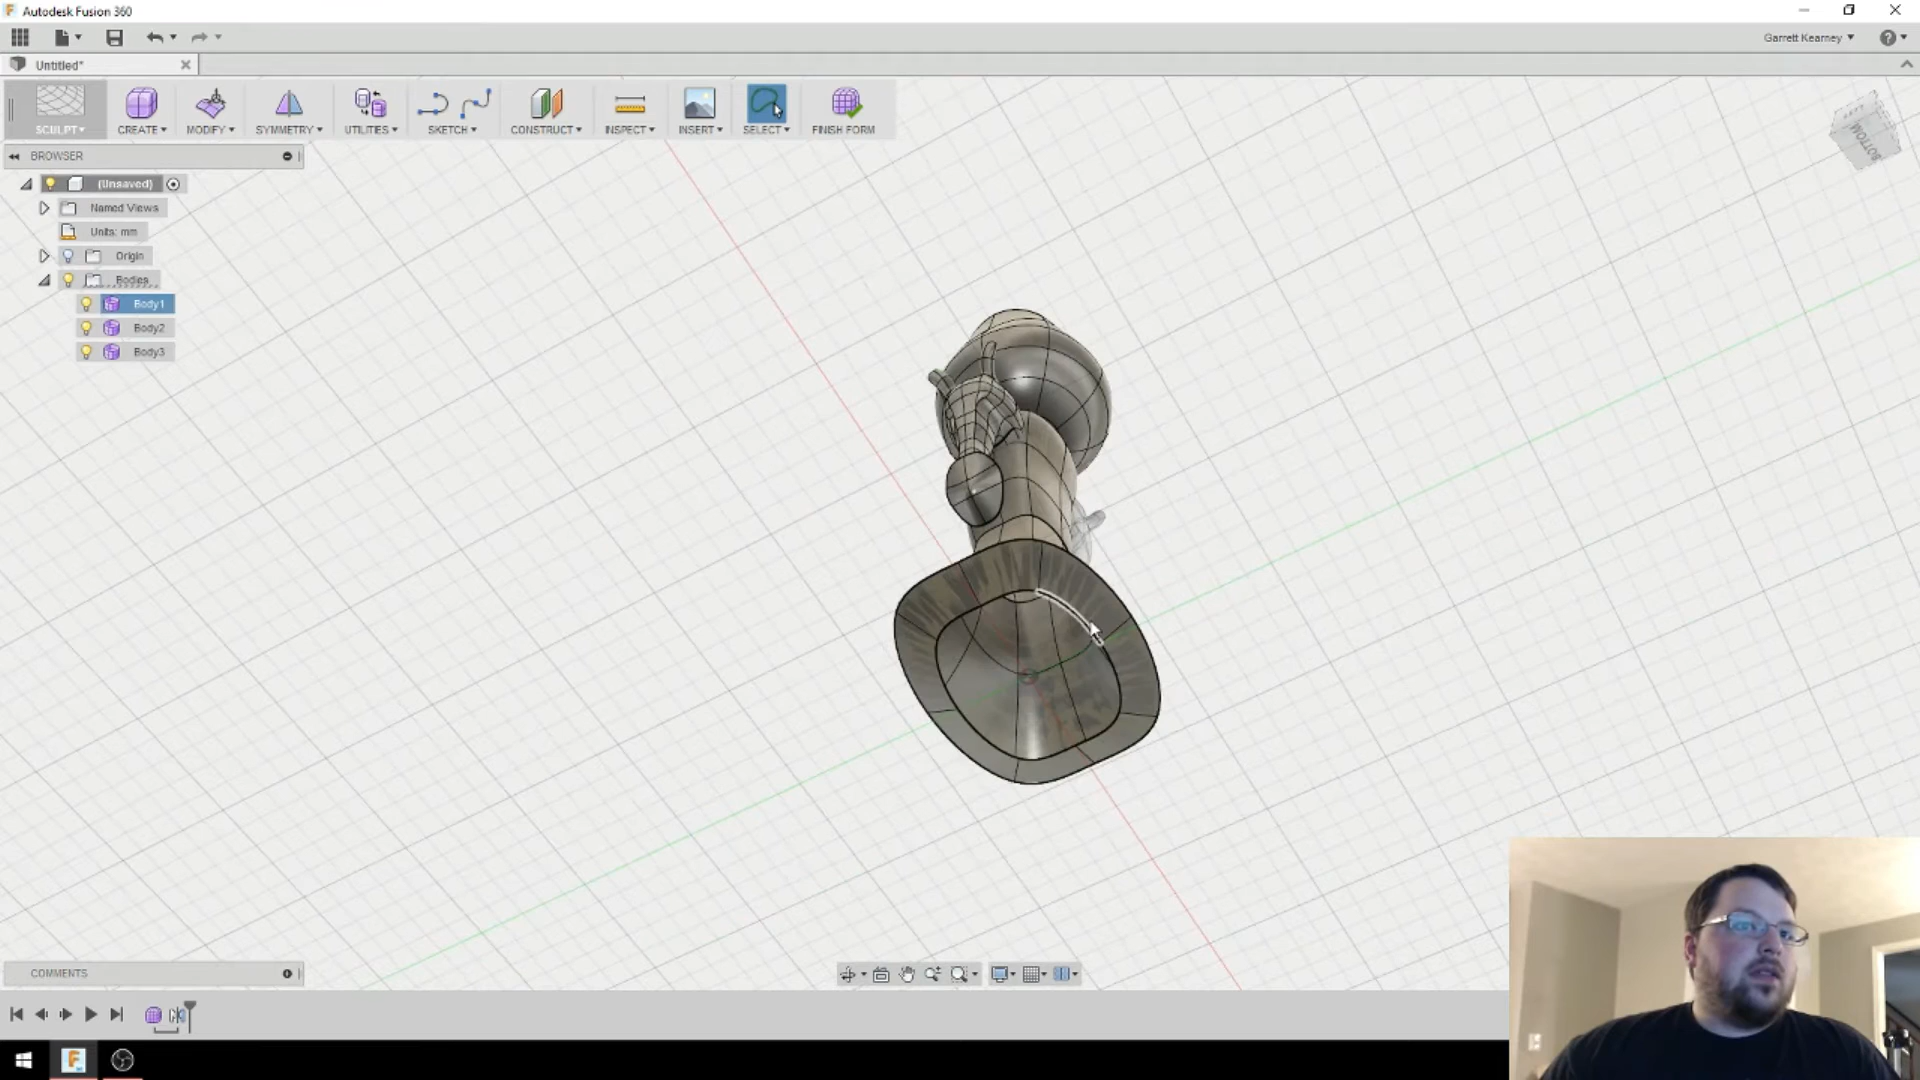 Autodesk Fusion 360
Garrett Kearney
Untitled*
SCULPT
CREATE
MODIFY
SYMMETRY
UTILITIES
SKETCH
CONSTRUCT
INSPECT
INSERT
SELECT
FINISH FORM
BROWSER
(Unsaved)
Named Views
Units: mm
Origin
Bodies
Body1
Body2
Body3
BOTTOM
COMMENTS